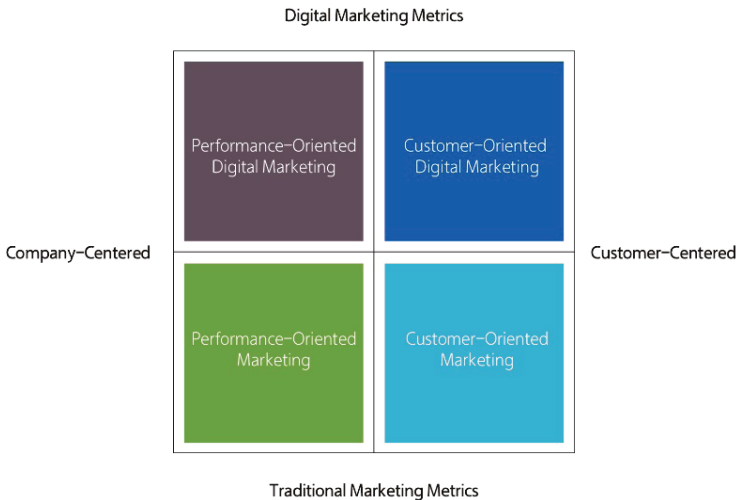 Digital Marketing Metrics
Performance-Oriented
Digital Marketing
Customer-Oriented
Digital Marketing
Company-Centered
Customer-Centered
Performance-Oriented
Marketing
Customer-Oriented
Marketing
Traditional Marketing Metrics